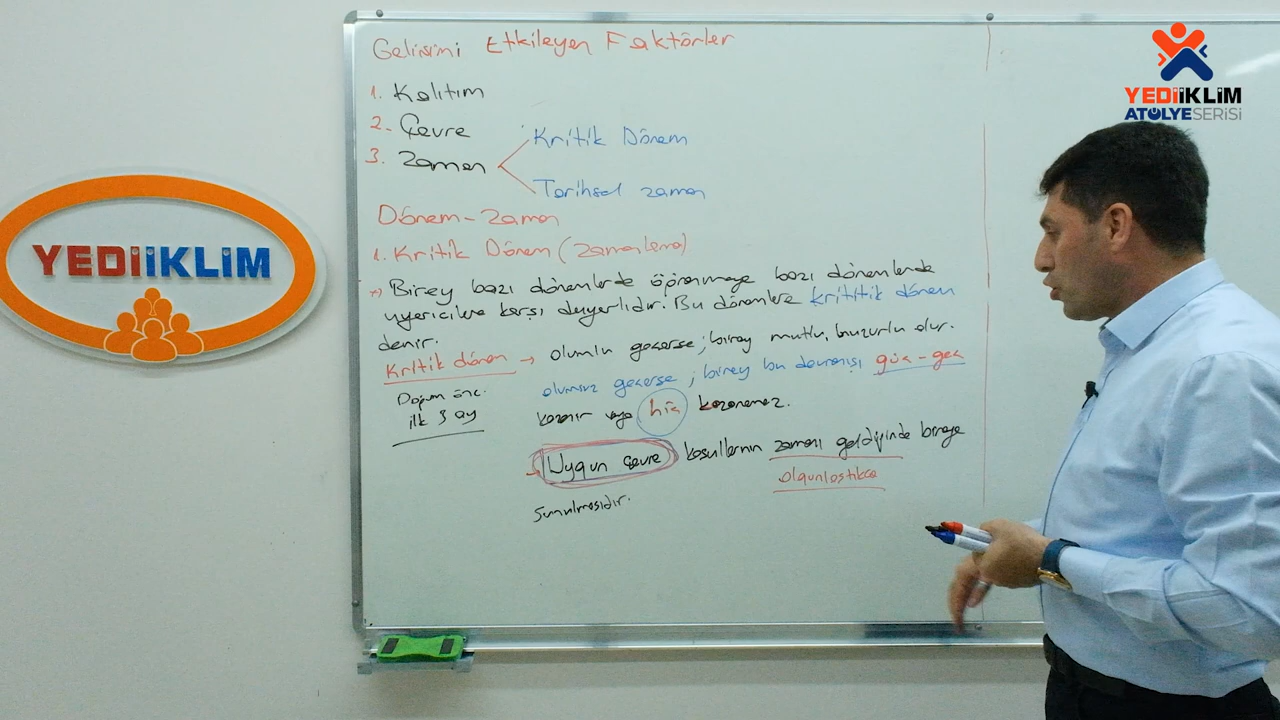 Gelişimi Etkileyen Faktörler
1. Kalıtım
2. Çevre
3. Zaman
Kritik Dönem
Tarihsel zaman
Dönem-Zaman
1. Kritik Dönem (Zamanlama)
Birey bazı dönemlerde öğrenmeye bazı dönemlerde
uyarıcılara karşı duyarlıdır. Bu dönemlere krititik dönem
denir.
Kritik dönem → olumlu geçerse; birey mutlu, huzurlu olur.
olumsuz geçerse; birey bu davranışı güç-geç
kazanır veya hiç kazanamaz.
Doğum önc.
ilk 3 ay
→ Uygun çevre koşullarının zamanı geldiğinde bireye
olgunlaştıkça
sunulmasıdır.
YEDİİKLİM
YEDİİKLİM
ATÖLYESERİSİ